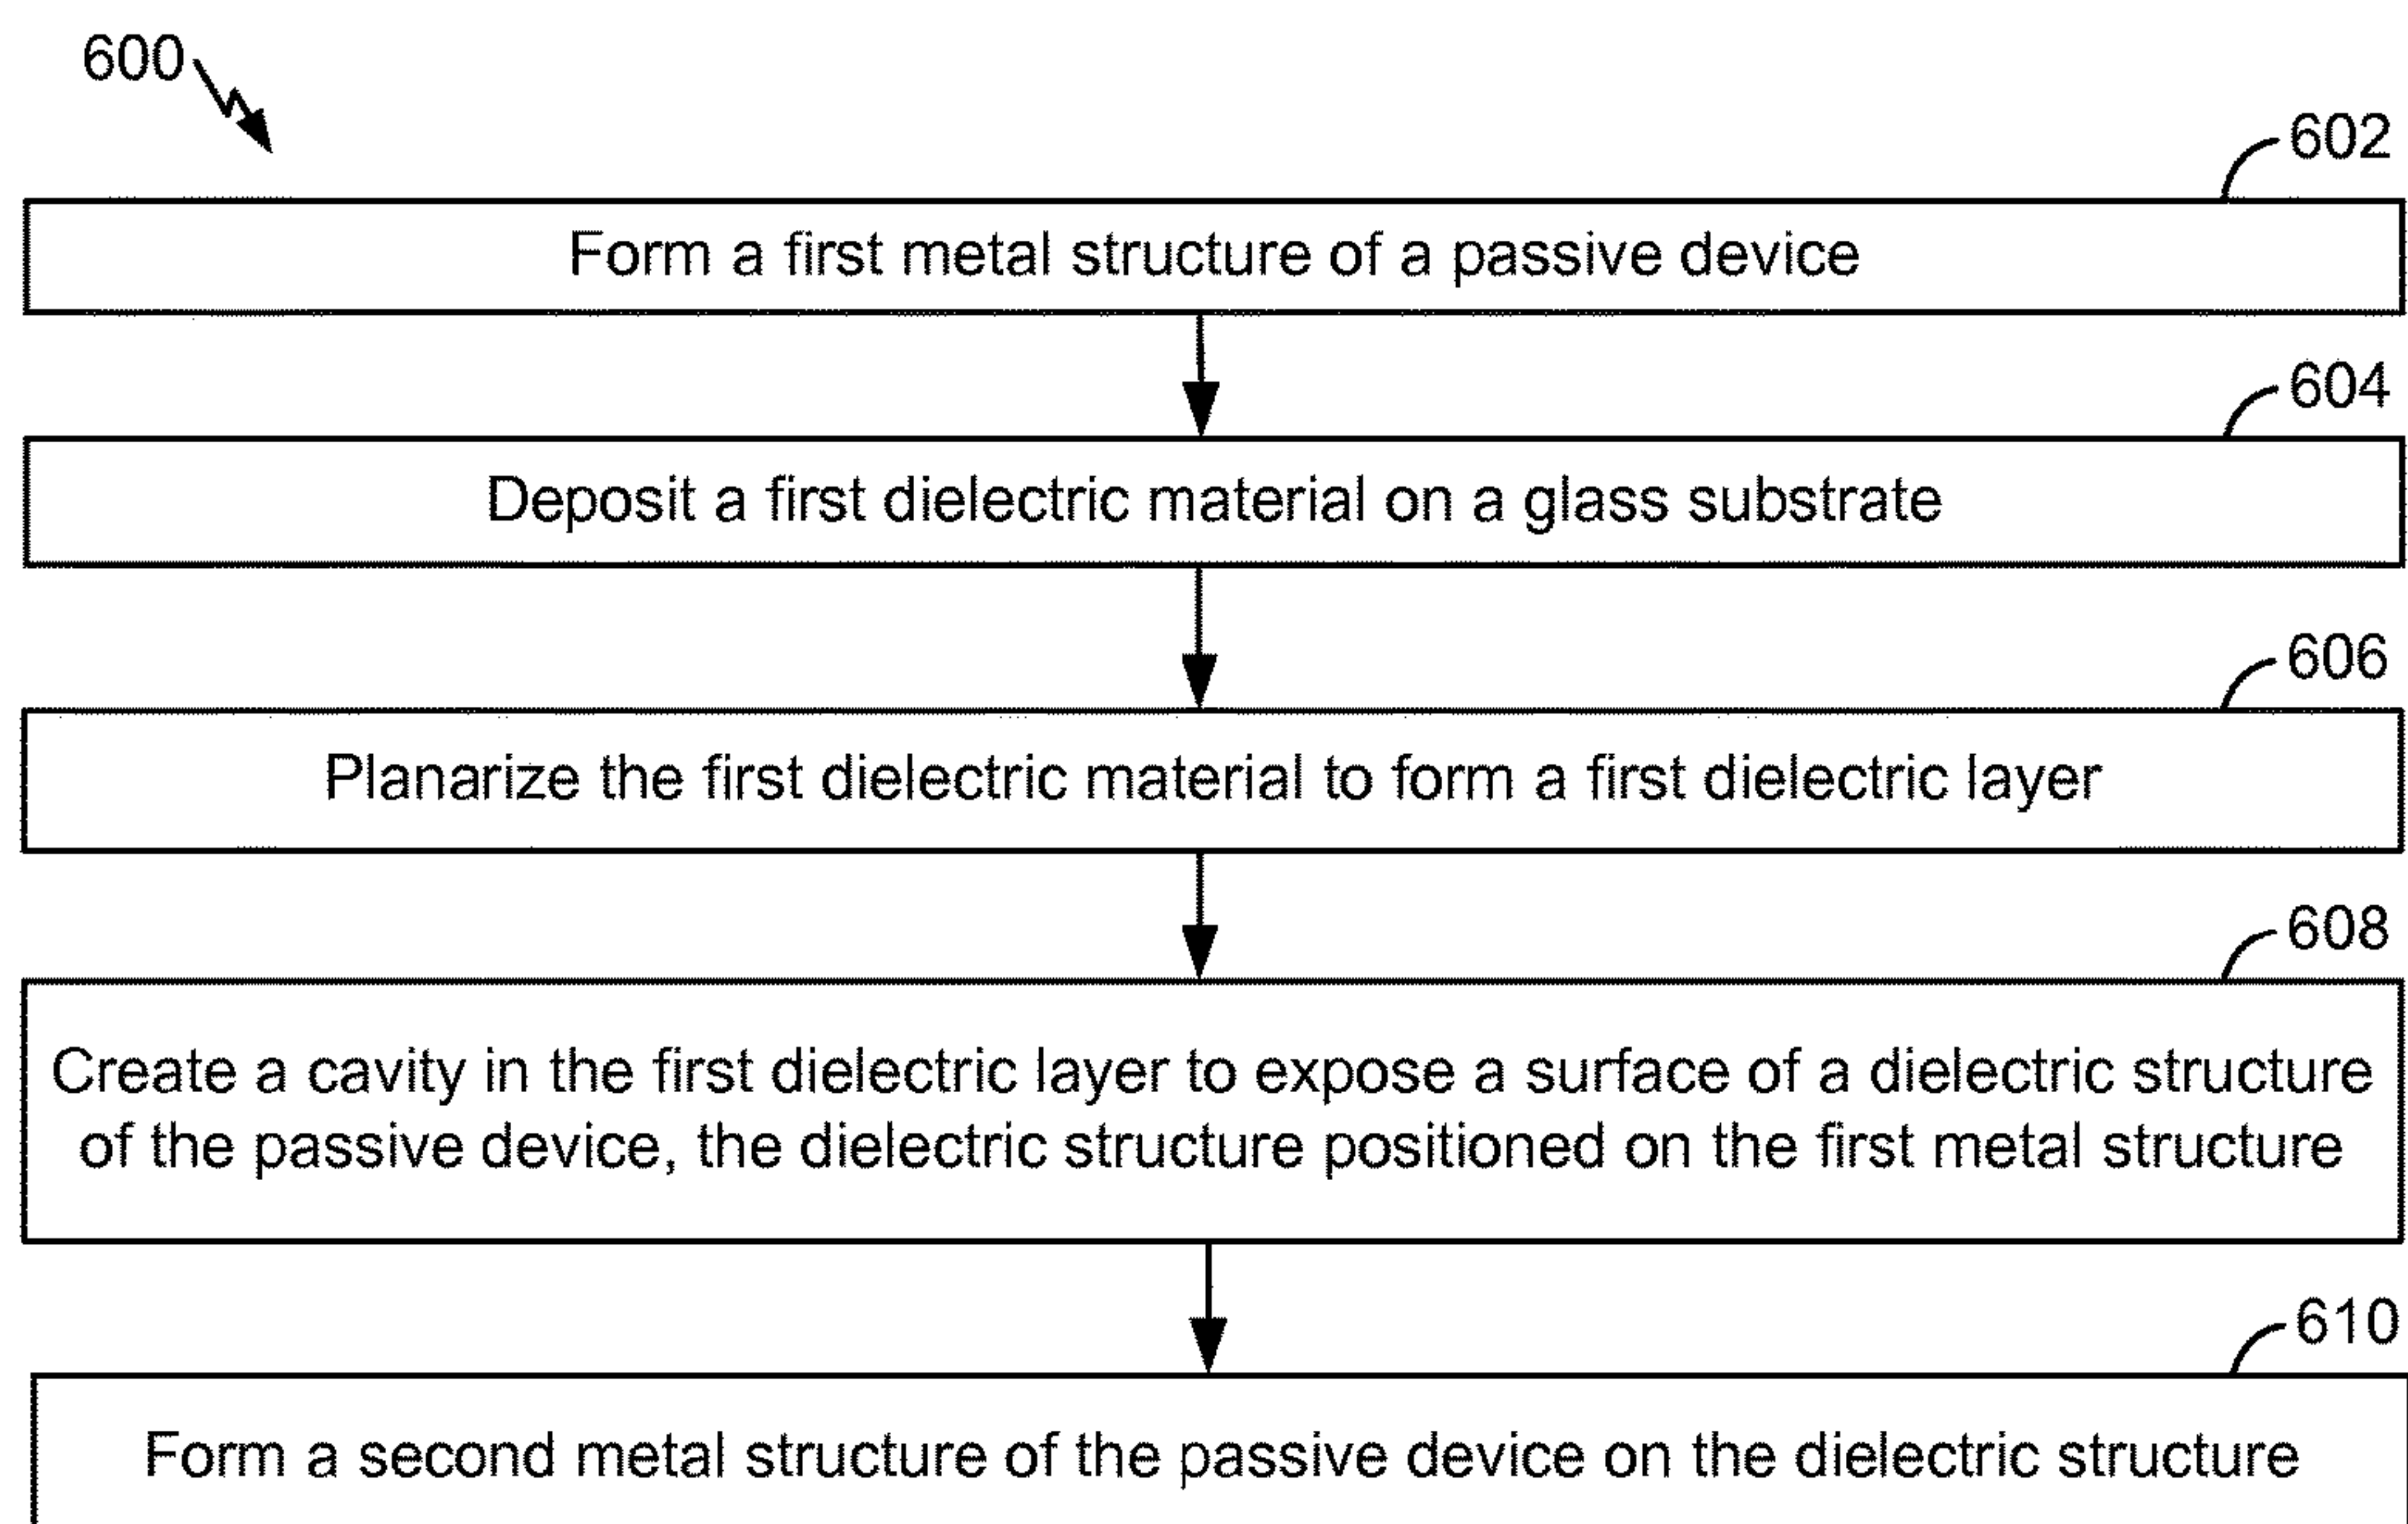 600
602
Form a first metal structure of a passive device
604
Deposit a first dielectric material on a glass substrate
606
Planarize the first dielectric material to form a first dielectric layer
608
Create a cavity in the first dielectric layer to expose a surface of a dielectric structure
of the passive device, the dielectric structure positioned on the first metal structure
610
Form a second metal structure of the passive device on the dielectric structure